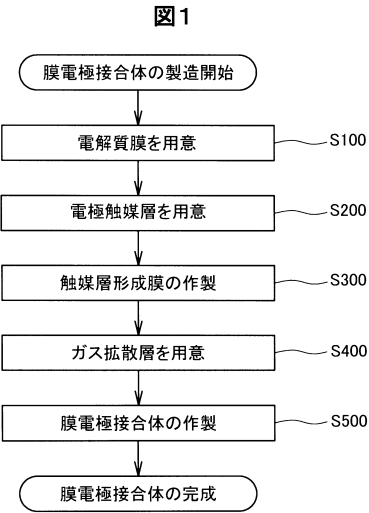 図1
膜電極接合体の製造開始
電解質膜を用意
S100
電極触媒層を用意
S200
触媒層形成膜の作製
S300
ガス拡散層を用意
S400
膜電極接合体の作製
S500
膜電極接合体の完成